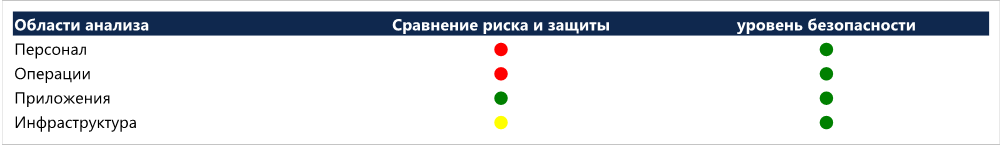 Области анализа Сравнение риска и защиты уровень безопасности
Персонал
Операции
Приложения
Инфраструктура